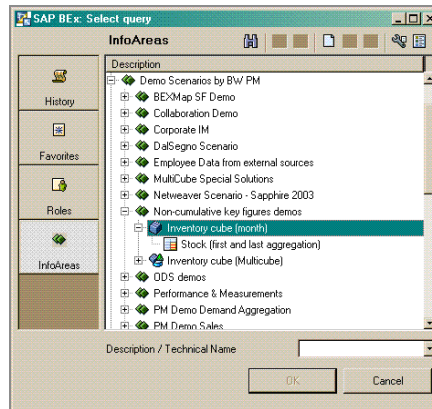 SAP BEx: Select query
InfoAreas
Description
History
Favorites
Roles
InfoAreas
Demo Scenarios by BW PM
BEXMap SF Demo
Collaboration Demo
Corporate IM
DalSegno Scenario
Employee Data from external sources
MultiCube Special Solutions
Netweaver Scenario - Sapphire 2003
Non-cumulative key figures demos
Inventory cube (month)
Stock (first and last aggregation)
Inventory cube (Multicube)
ODS demos
Performance & Measurements
PM Demo Demand Aggregation
PM Demo Sales
Description / Technical Name
OK
Cancel